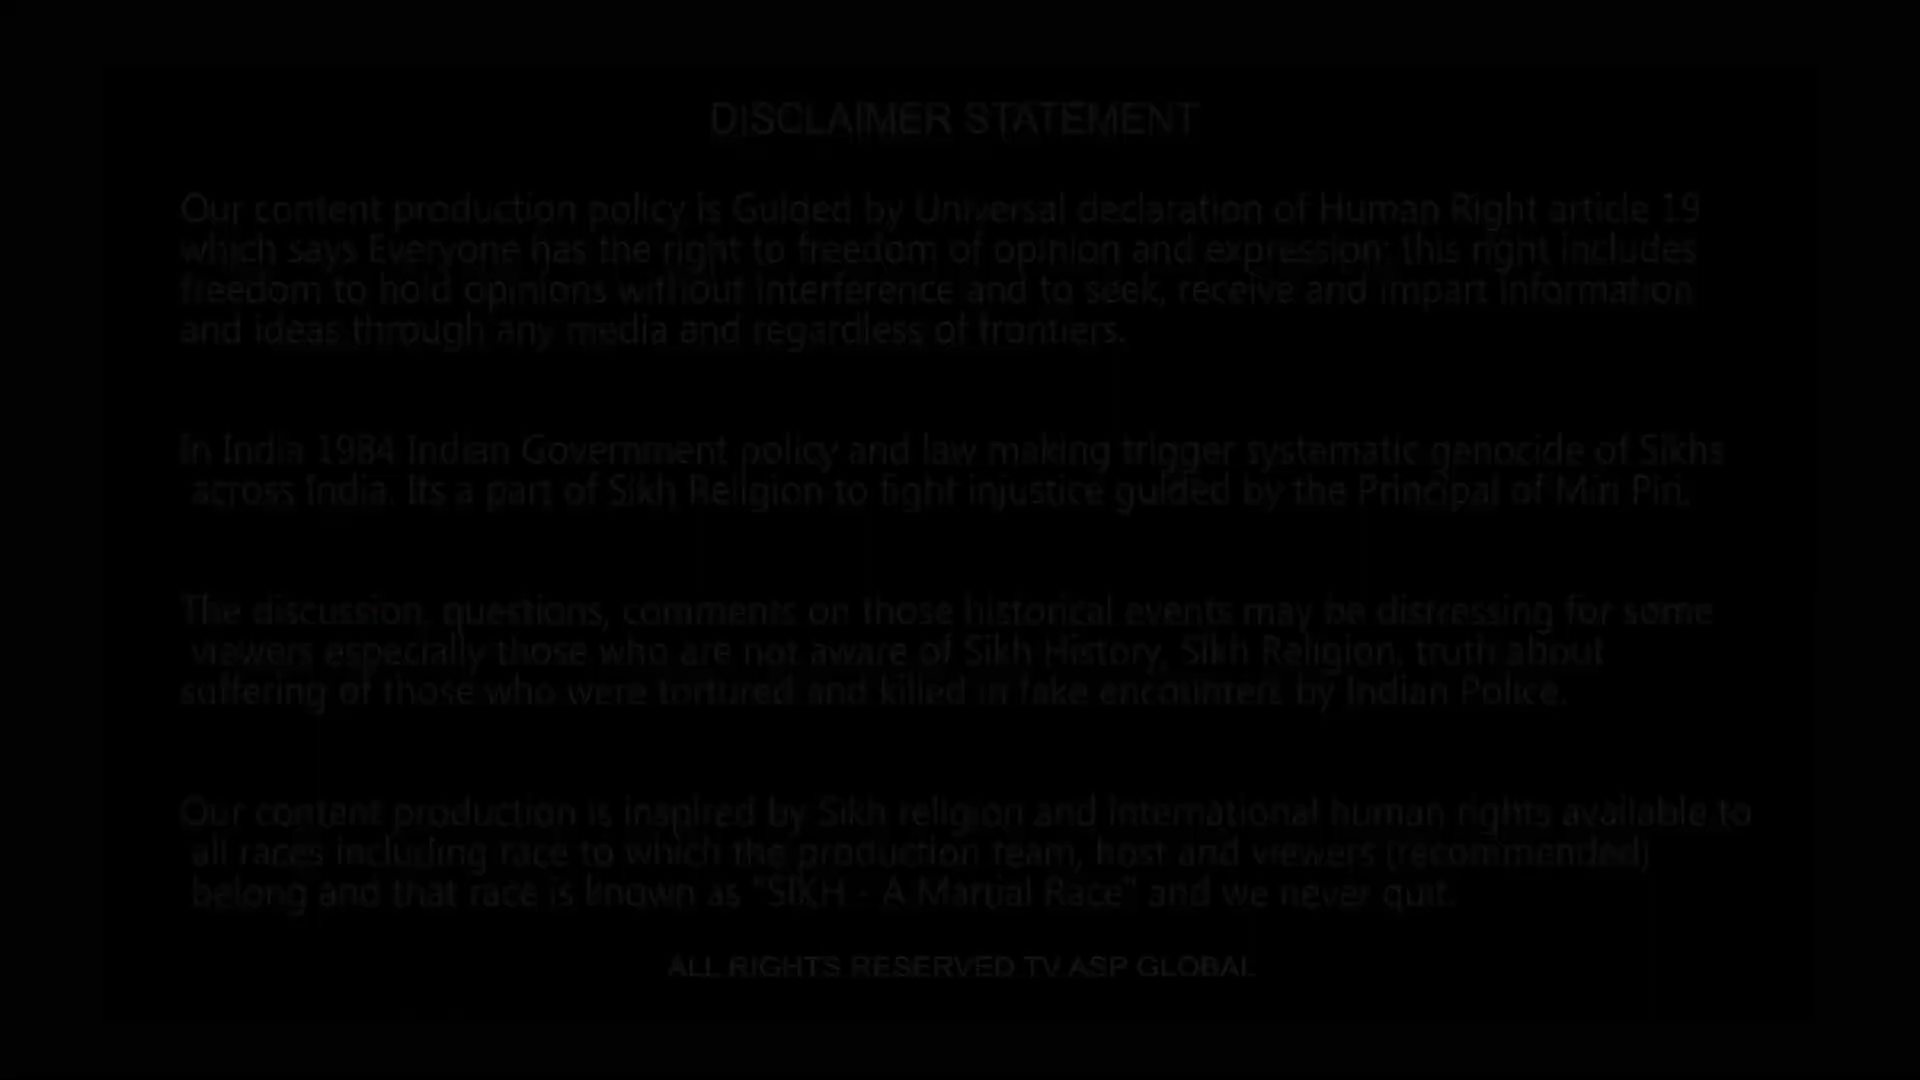 DISCLAIMER STATEMENT
Our content production policy is Guided by Universal declaration of Human Right article 19
which says Everyone has the right to freedom of opinion and expression; this right includes
freedom to hold opinions without interference and to seek, receive and impart information
and ideas through any media and regardless of frontiers.
In India 1984 Indian Government policy and law making trigger systematic genocide of Sikhs
across India. Its a part of Sikh Religion to fight injustice guided by the Principal of Miri Piri.
The discussion, questions, comments on those historical events may be distressing for some
viewers especially those who are not aware of Sikh History, Sikh Religion, truth about
suffering of those who were tortured and killed in fake encounters by Indian Police.
Our content production is inspired by Sikh religion and International human rights available to
all races including race to which the production team, host and viewers (recommended)
belong and that race is known as "SIKH - A Martial Race" and we never quit.
ALL RIGHTS RESERVED TV ASP GLOBAL